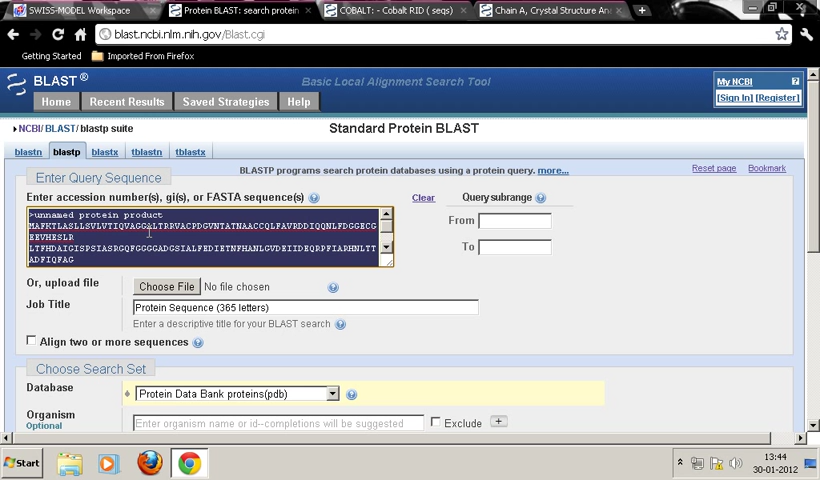 SWISS-MODEL Workspace
Protein BLAST: search protein
COBALT: - Cobalt RID ( seqs)
Chain A, Crystal Structure An
blast.ncbi.nlm.nih.gov/Blast.cgi
Getting Started
Imported From Firefox
BLAST ®
Basic Local Alignment Search Tool
My NCBI
[Sign In] [Register]
Home
Recent Results
Saved Strategies
Help
NCBI/ BLAST/ blastp suite
Standard Protein BLAST
blastn
blastp
blastx
tblastn
tblastx
BLASTP programs search protein databases using a protein query. more...
Reset page
Bookmark
Enter Query Sequence
Enter accession number(s), gi(s), or FASTA sequence(s)
Clear
Query subrange
>unnamed protein product
MAFKTLASLLSVLVTIQVAGGALTRRVACPDGVNTATNAACCQLFAVRDDIQQNLFDGGECG
EEVHESLR
LTFHDAIGISPSIASRGQFGGGGADGSIALFEDIETNFHANLGVDEIIDEQRPFIARHNLTT
ADFIQFAG
From
To
Or, upload file
Choose File
No file chosen
Job Title
Protein Sequence (365 letters)
Enter a descriptive title for your BLAST search
Align two or more sequences
Choose Search Set
Database
Protein Data Bank proteins(pdb)
Organism
Optional
Enter organism name or id--completions will be suggested
Exclude
+
Start
13:44
30-01-2012